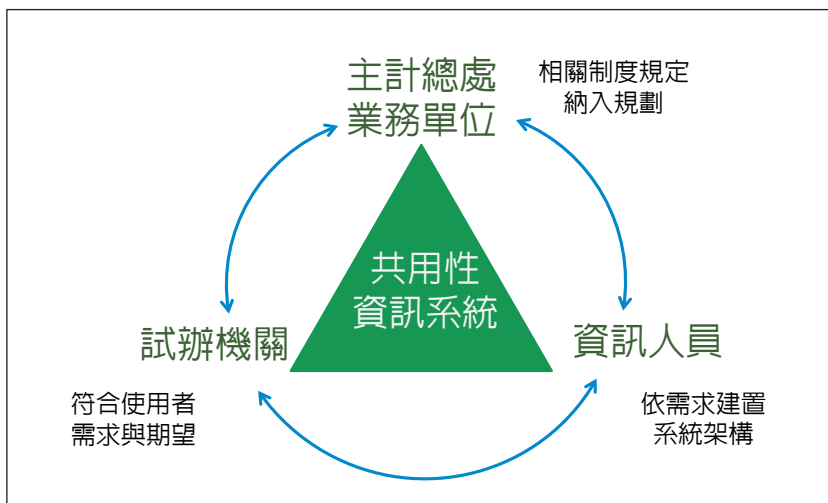 主計總處
業務單位
相關制度規定
納入規劃
共用性
資訊系統
試辦機關
資訊人員
符合使用者
需求與期望
依需求建置
系統架構